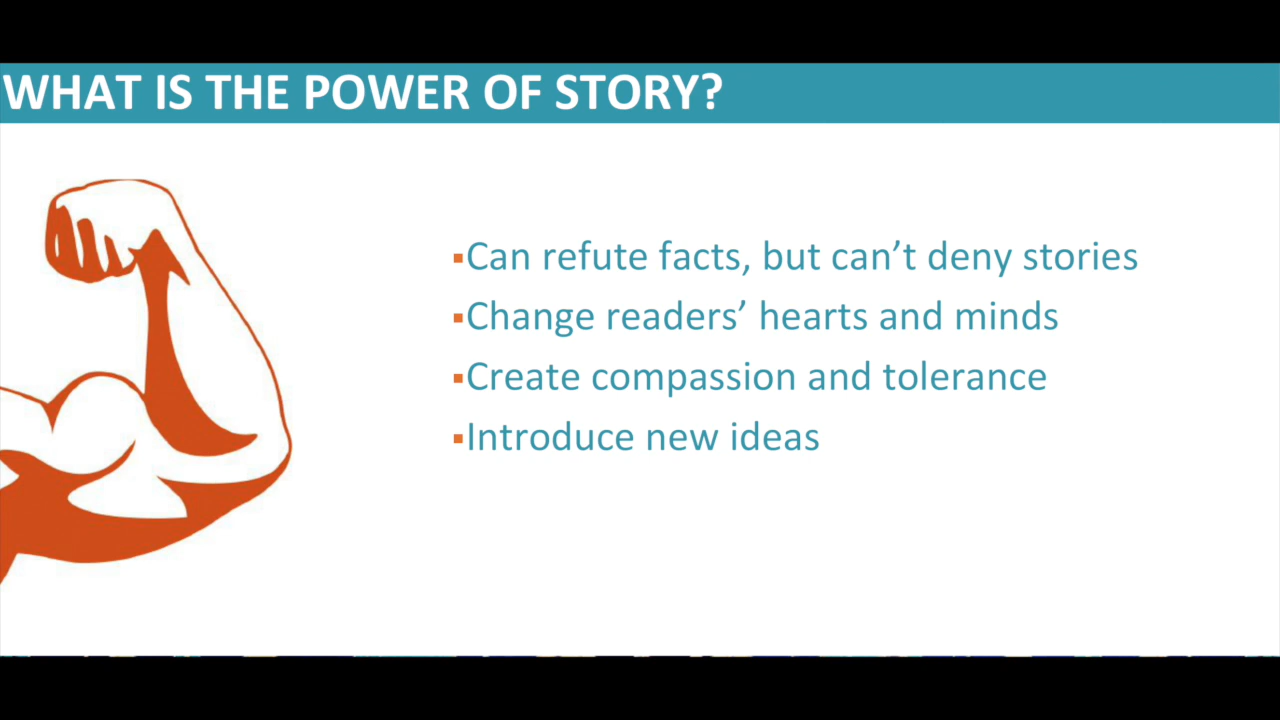 WHAT IS THE POWER OF STORY?
▪Can refute facts, but can’t deny stories
▪Change readers’ hearts and minds
▪Create compassion and tolerance
▪Introduce new ideas